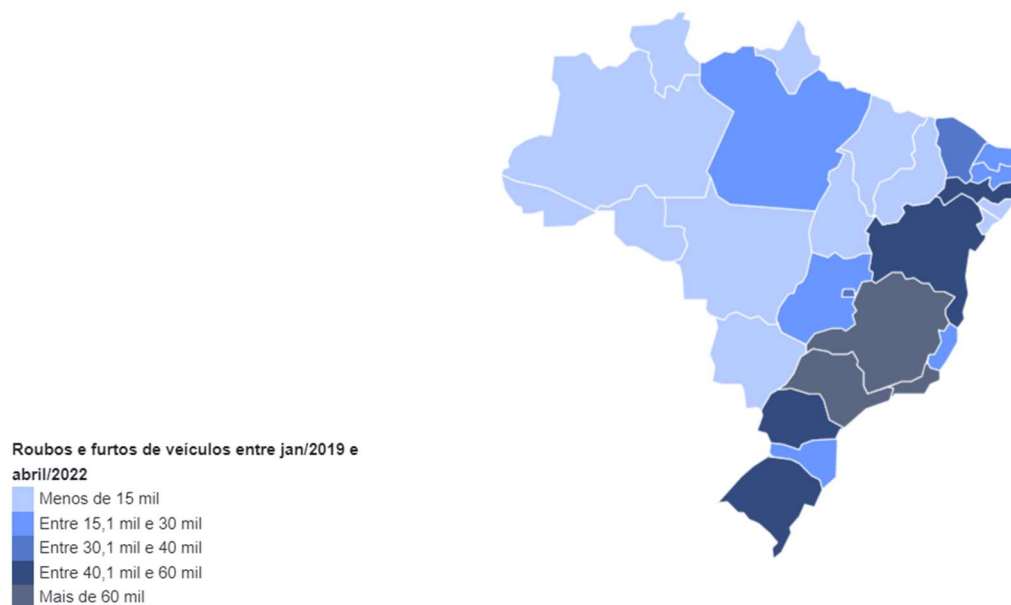 Roubos e furtos de veículos entre jan/2019 e
abril/2022
Menos de 15 mil
Entre 15,1 mil e 30 mil
Entre 30,1 mil e 40 mil
Entre 40,1 mil e 60 mil
Mais de 60 mil